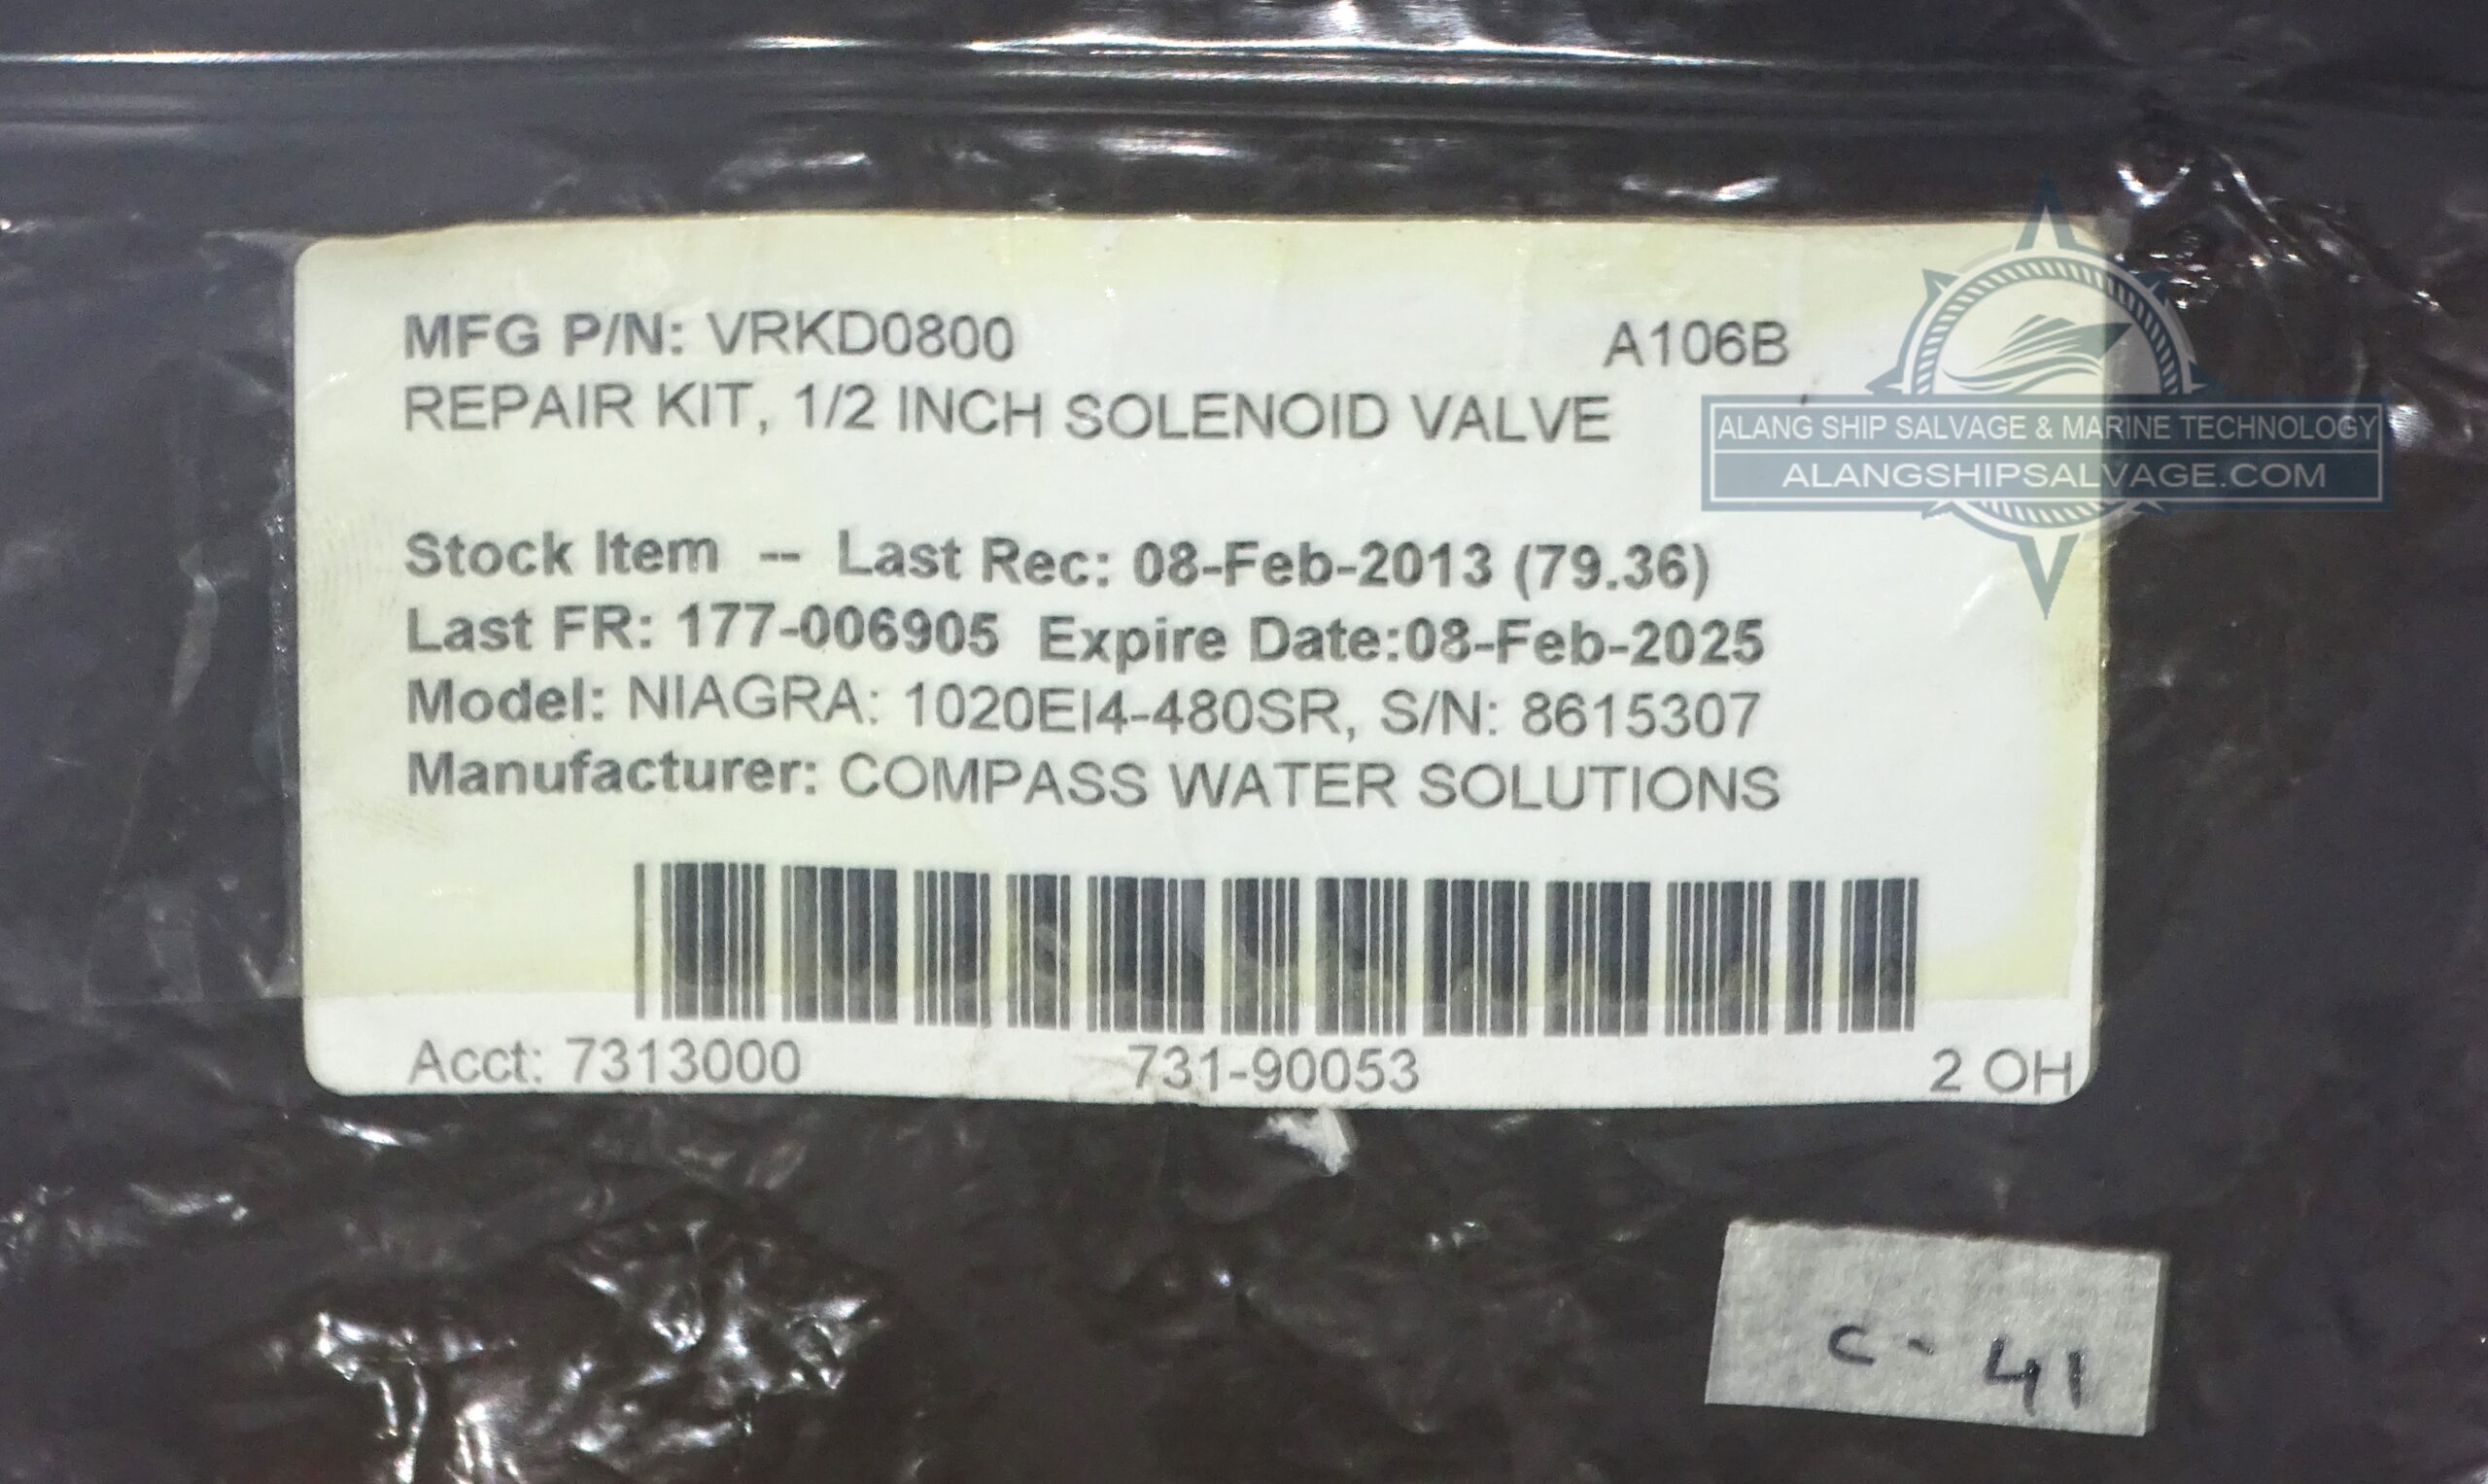 MFG P/N: VRKD0800 A106B
REPAIR KIT, 1/2 INCH SOLENOID VALVE
ALANG SHIP SALVAGE & MARINE TECHNOLOGY
ALANGSHIPSALVAGE.COM
Stock Item -- Last Rec: 08-Feb-2013 (79.36)
Last FR: 177-006905 Expire Date:08-Feb-2025
Model: NIAGRA: 1020EI4-480SR, S/N: 8615307
Manufacturer: COMPASS WATER SOLUTIONS
Acct: 7313000 731-90053 2 OH
C- 41